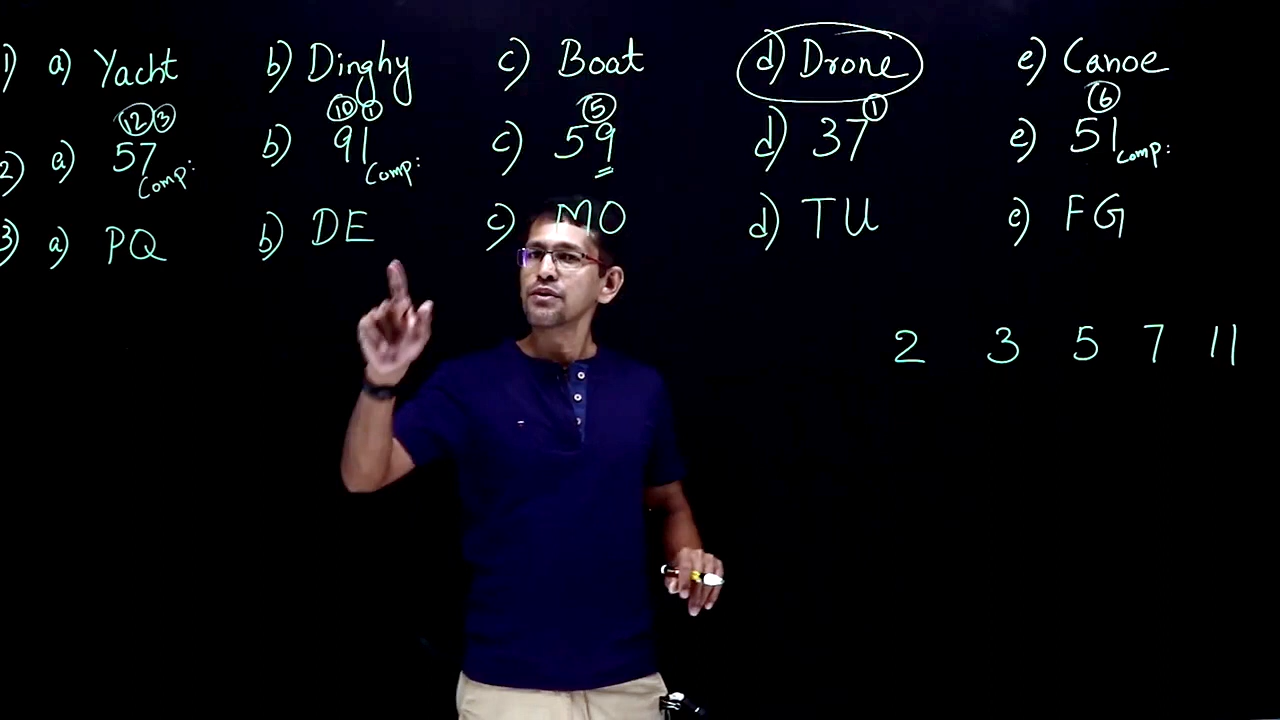 1) a) Yacht b) Dinghy c) Boat d) Drone e) Canoe
12 3 10 1 5 1 6
2) a) 57 Comp: b) 91 Comp: c) 59 d) 37 e) 51 Comp:
3) a) PQ b) DE c) MO d) TU e) FG
2 3 5 7 11